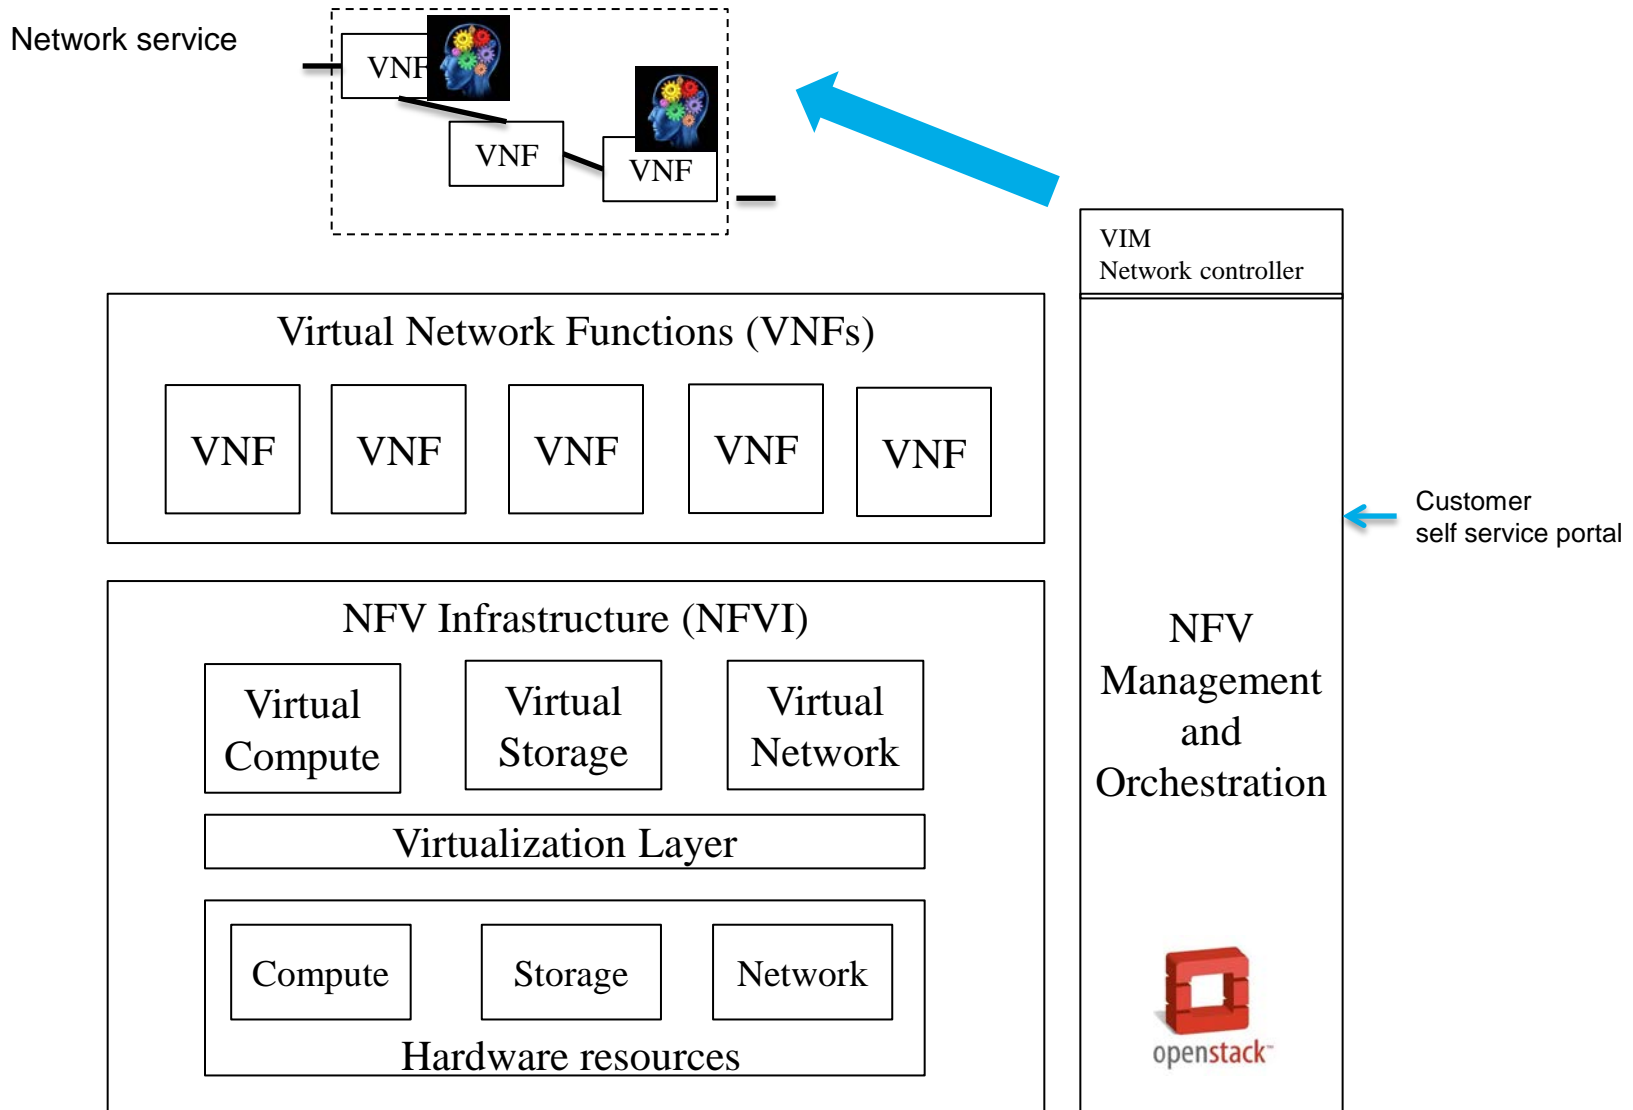 Network service
VNF
VNF
VNF
VIM
Network controller
Virtual Network Functions (VNFs)
VNF
VNF
VNF
VNF
VNF
Customer
self service portal
NFV Infrastructure (NFVI)
Virtual
Compute
Virtual
Storage
Virtual
Network
NFV
Management
and
Orchestration
Virtualization Layer
Compute
Storage
Network
Hardware resources
openstack™